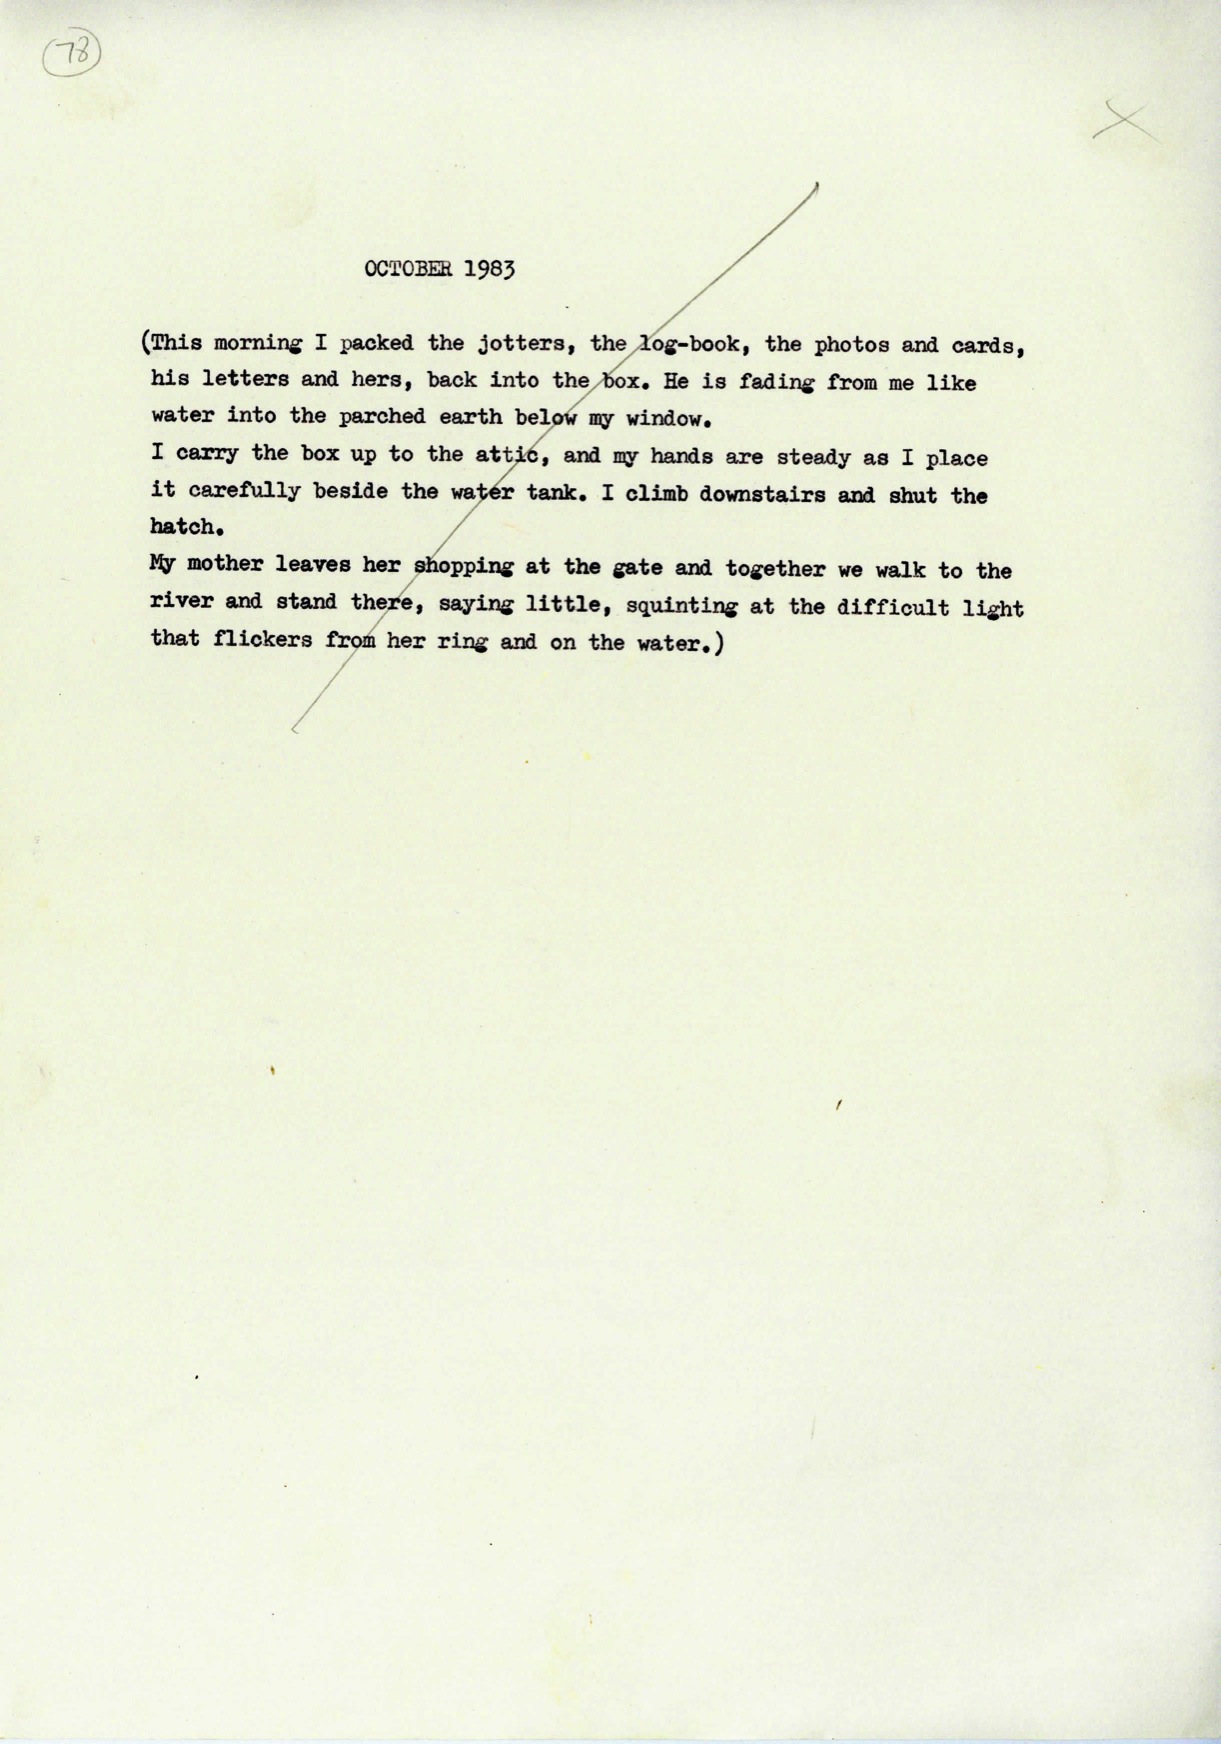 78
X
OCTOBER 1983
(This morning I packed the jotters, the log-book, the photos and cards,
his letters and hers, back into the box. He is fading from me like
water into the parched earth below my window.
I carry the box up to the attic, and my hands are steady as I place
it carefully beside the water tank. I climb downstairs and shut the
hatch.
My mother leaves her shopping at the gate and together we walk to the
river and stand there, saying little, squinting at the difficult light
that flickers from her ring and on the water.)